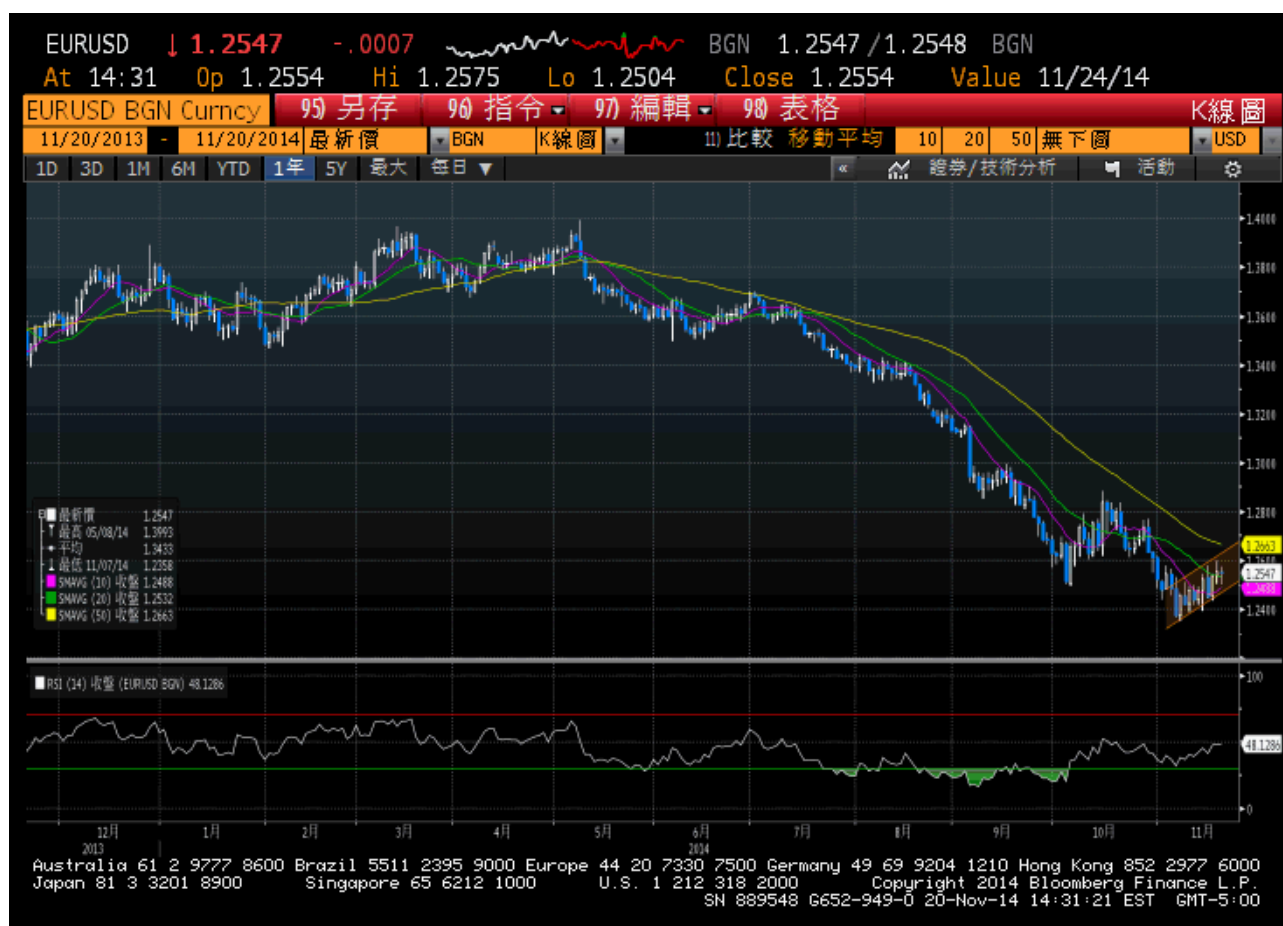 EURUSD ↓ 1.2547 -.0007 BGN 1.2547/1.2548 BGN
At 14:31 Op 1.2554 Hi 1.2575 Lo 1.2504 Close 1.2554 Value 11/24/14
EURUSD BGN Curncy 95) 另存 96) 指令 97) 編輯 98) 表格 K線圖
11/20/2013 - 11/20/2014 最新價 BGN K線圖 11) 比較 移動平均 10 20 50 無下圖 USD
1D 3D 1M 6M YTD 1年 5Y 最大 每日 ▼ « 證券/技術分析 活動
1.4000
1.3800
1.3600
1.3400
1.3200
1.3000
1.2800
1.2663
1.2600
1.2547
1.2488
1.2400
最新價 1.2547
最高 05/08/14 1.3993
平均 1.3433
最低 11/07/14 1.2358
SMAVG (10) 收盤 1.2488
SMAVG (20) 收盤 1.2532
SMAVG (50) 收盤 1.2663
RSI (14) 收盤 (EURUSD BGN) 48.1286
100
48.1286
0
12月 1月 2月 3月 4月 5月 6月 7月 8月 9月 10月 11月
2013 2014
Australia 61 2 9777 8600 Brazil 5511 2395 9000 Europe 44 20 7330 7500 Germany 49 69 9204 1210 Hong Kong 852 2977 6000
Japan 81 3 3201 8900 Singapore 65 6212 1000 U.S. 1 212 318 2000 Copyright 2014 Bloomberg Finance L.P.
SN 889548 G652-949-0 20-Nov-14 14:31:21 EST GMT-5:00